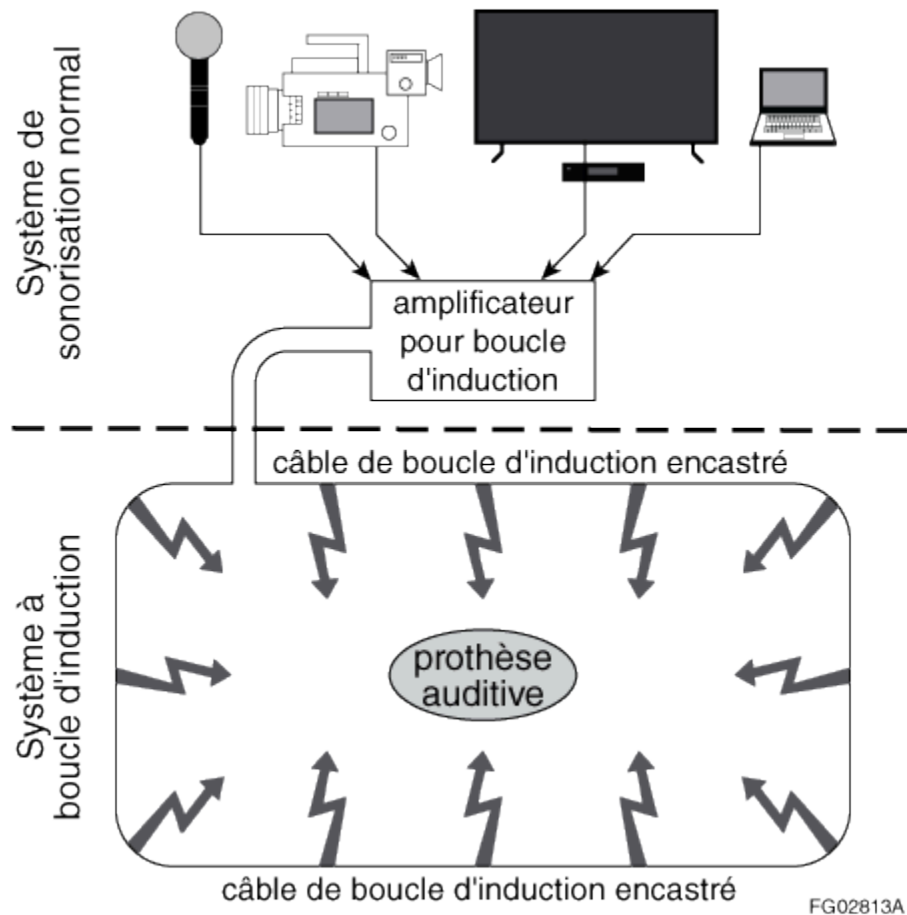 Système de
sonorisation normal
amplificateur
pour boucle
d'induction
câble de boucle d'induction encastré
Système à
boucle d'induction
prothèse
auditive
câble de boucle d'induction encastré
FG02813A